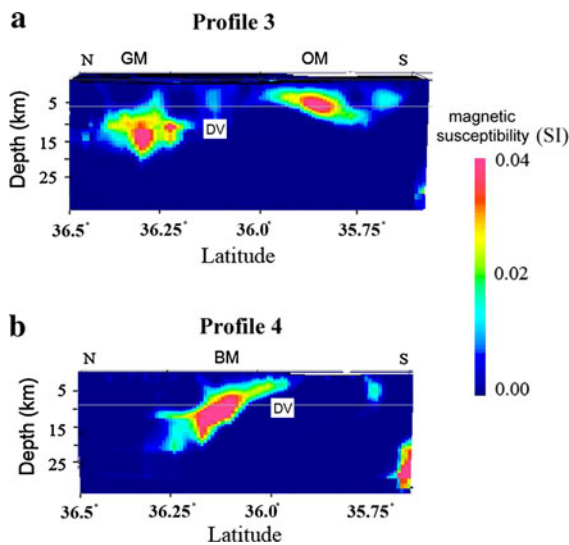 a
Profile 3
N GM OM S
5
15
25
Depth (km)
DV
36.5° 36.25° 36.0° 35.75°
Latitude
magnetic
susceptibility (SI)
0.04
0.02
0.00
b
Profile 4
N BM S
5
15
25
Depth (km)
DV
36.5° 36.25° 36.0° 35.75°
Latitude